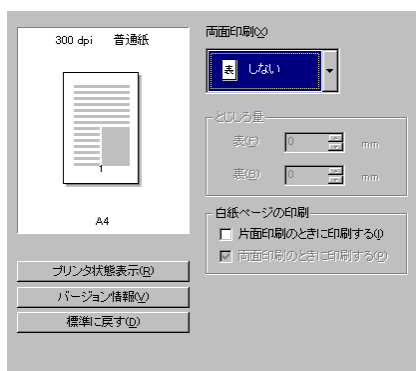 300 dpi 普通紙
1
A4
プリンタ状態表示(R)
バージョン情報(V)
標準に戻す(D)
両面印刷(X)
表 しない
とじしろ量
表(F) 0 mm
裏(B) 0 mm
白紙ページの印刷
片面印刷のときに印刷する(I)
両面印刷のときに印刷する(P)